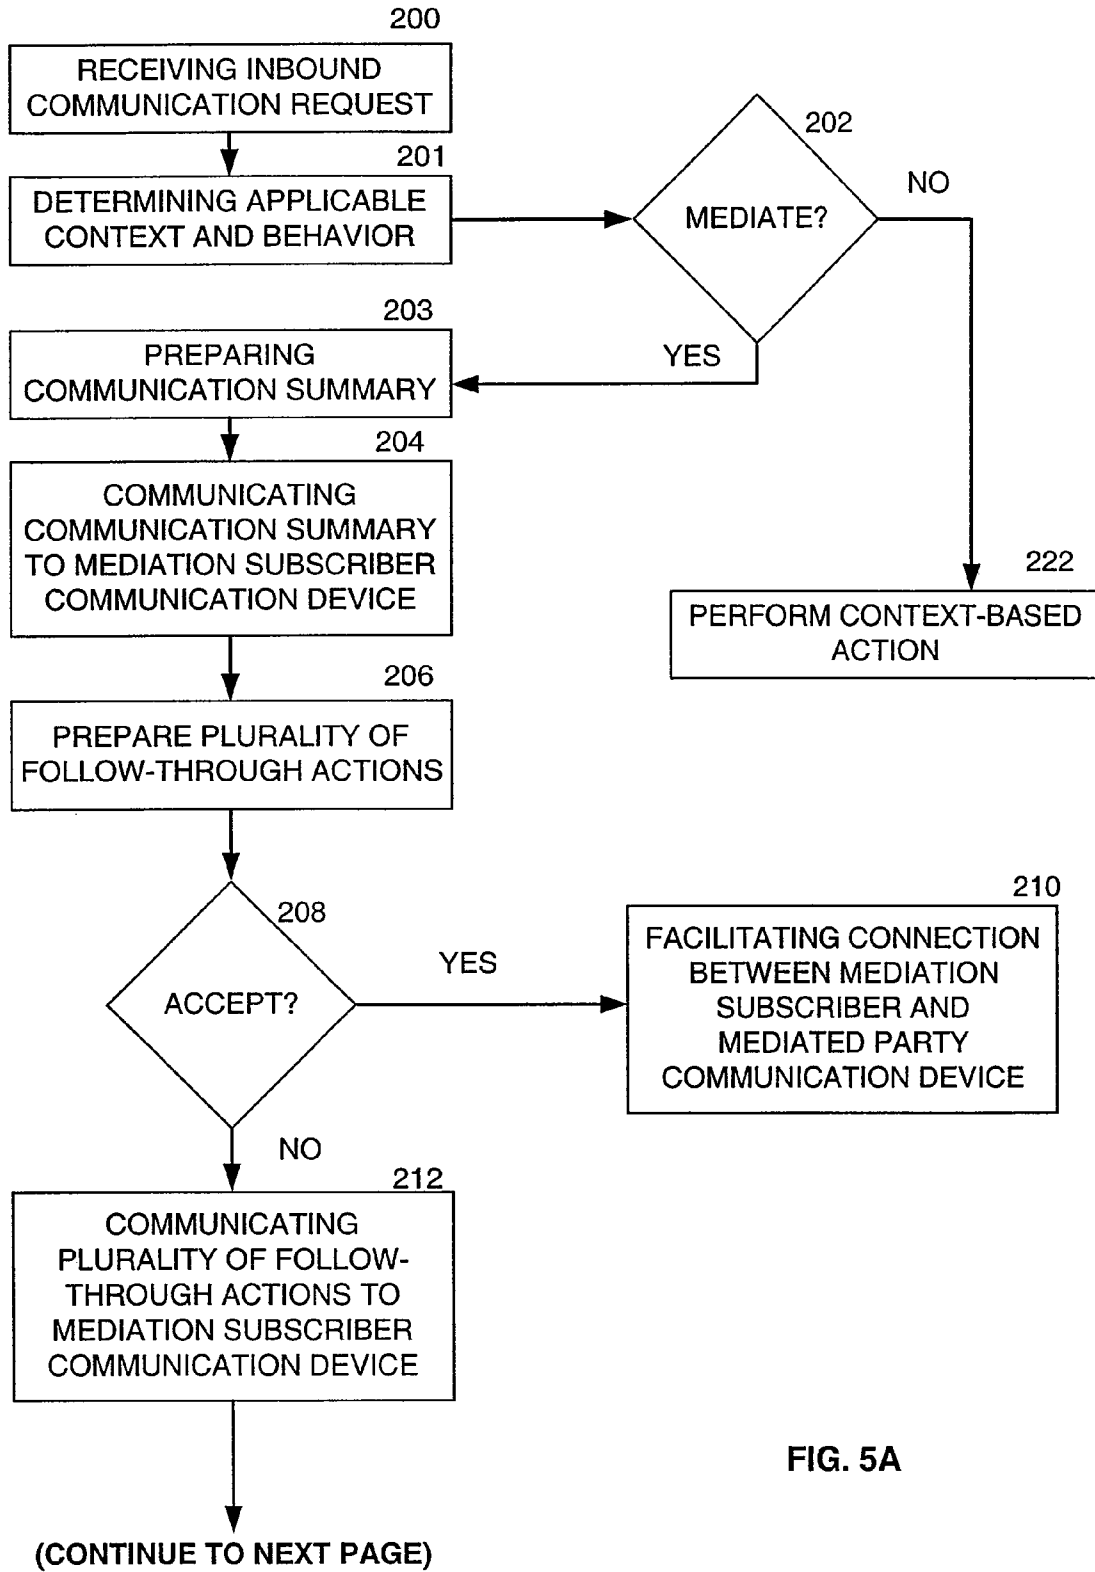 200
RECEIVING INBOUND
COMMUNICATION REQUEST
201
DETERMINING APPLICABLE
CONTEXT AND BEHAVIOR
202
MEDIATE?
NO
YES
203
PREPARING
COMMUNICATION SUMMARY
204
COMMUNICATING
COMMUNICATION SUMMARY
TO MEDIATION SUBSCRIBER
COMMUNICATION DEVICE
222
PERFORM CONTEXT-BASED
ACTION
206
PREPARE PLURALITY OF
FOLLOW-THROUGH ACTIONS
208
ACCEPT?
YES
210
FACILITATING CONNECTION
BETWEEN MEDIATION
SUBSCRIBER AND
MEDIATED PARTY
COMMUNICATION DEVICE
NO
212
COMMUNICATING
PLURALITY OF FOLLOW-
THROUGH ACTIONS TO
MEDIATION SUBSCRIBER
COMMUNICATION DEVICE
FIG. 5A
(CONTINUE TO NEXT PAGE)